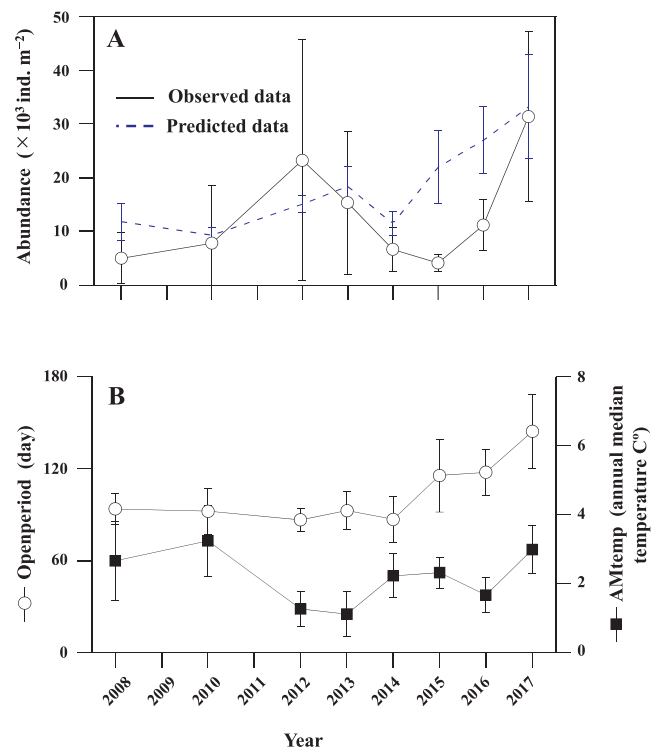 A
Abundance (×10³ ind. m⁻²)
50
40
30
20
10
0
Observed data
Predicted data
B
Openperiod (day)
180
120
60
0
8
6
4
2
0
AMtemp (annual median
temperature Cº)
2008 2009 2010 2011 2012 2013 2014 2015 2016 2017
Year